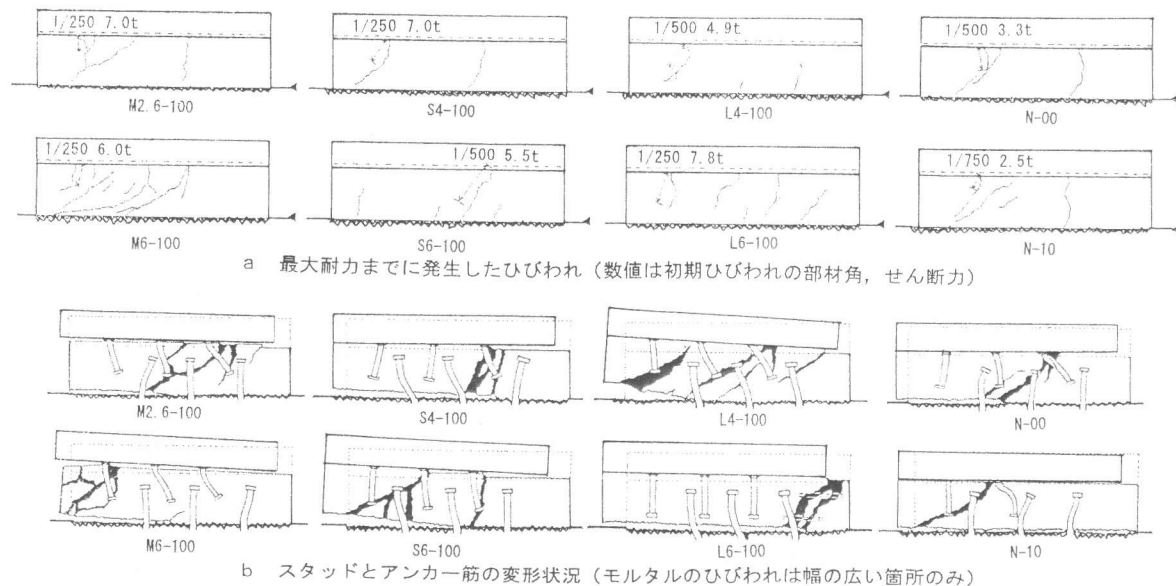 1/250 7.0t 1/250 7.0t 1/500 4.9t 1/500 3.3t
M2.6-100 S4-100 L4-100 N-00
1/250 6.0t 1/500 5.5t 1/250 7.8t 1/750 2.5t
M6-100 S6-100 L6-100 N-10
a 最大耐力までに発生したひびわれ（数値は初期ひびわれの部材角，せん断力）
M2.6-100 S4-100 L4-100 N-00
M6-100 S6-100 L6-100 N-10
b スタッドとアンカー筋の変形状況（モルタルのひびわれは幅の広い箇所のみ）